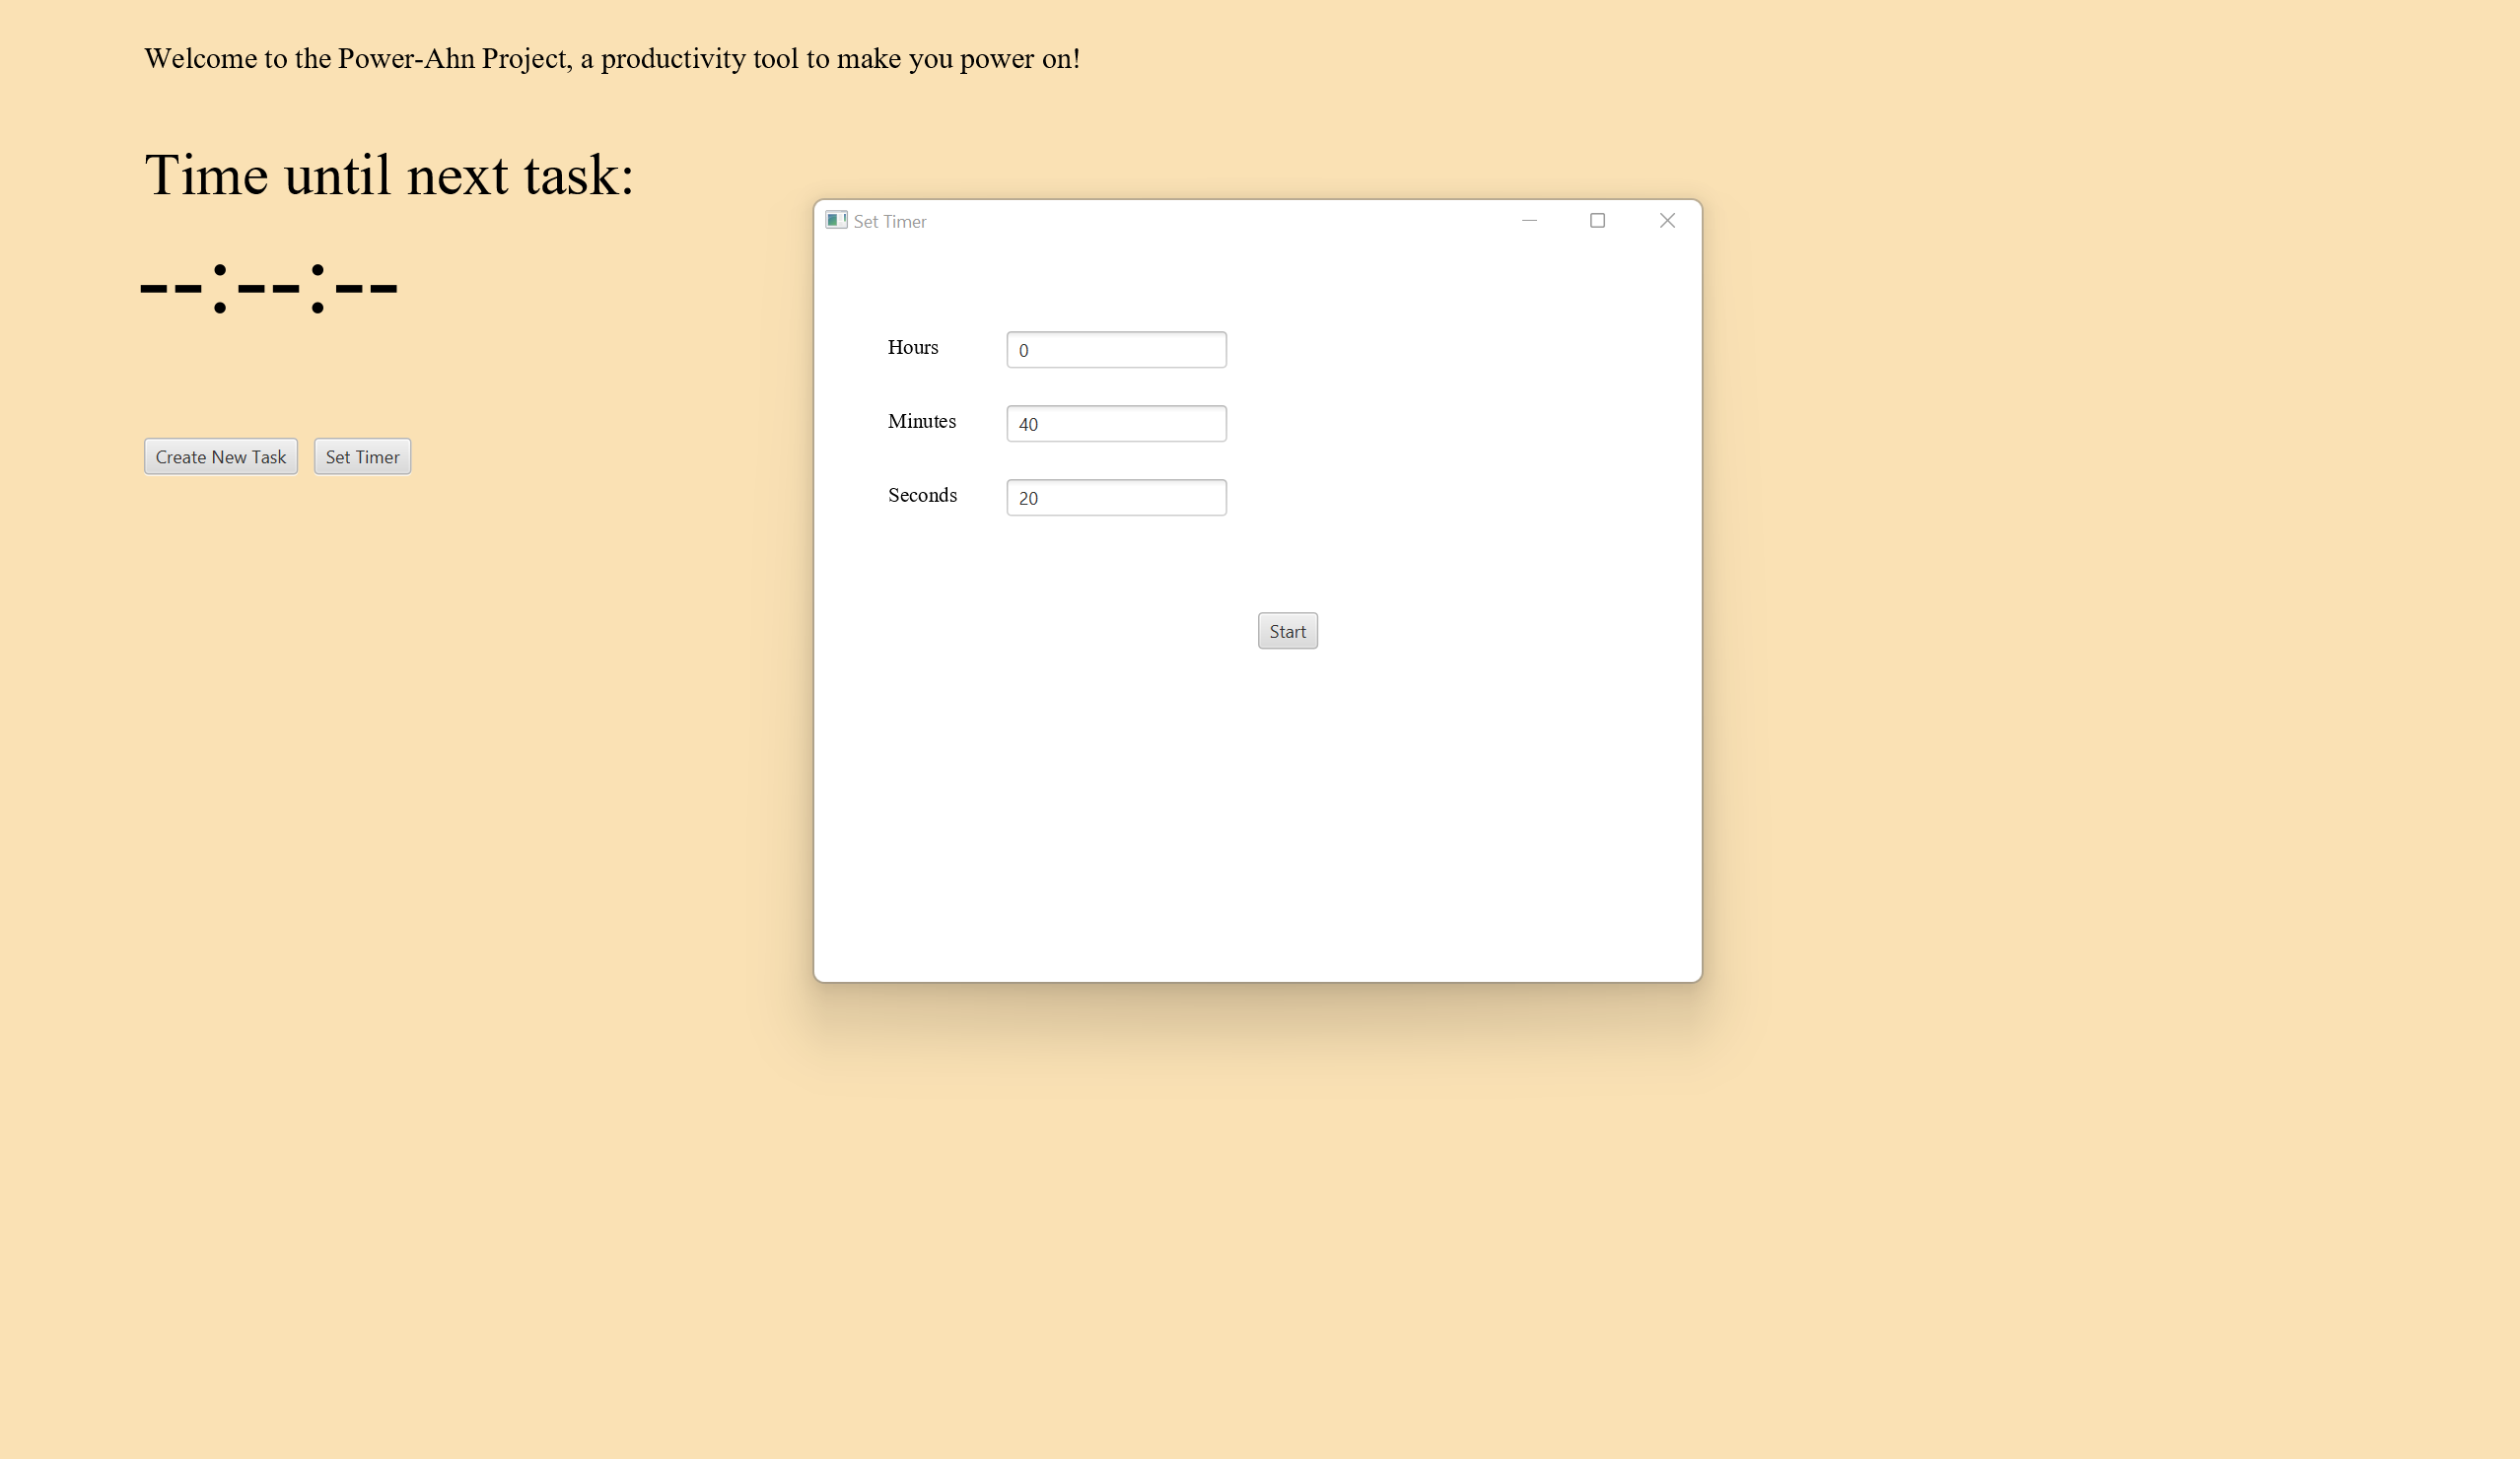 Welcome to the Power-Ahn Project, a productivity tool to make you power on!
Time until next task:
--:--:--
Create New Task
Set Timer
Set Timer
Hours
0
Minutes
40
Seconds
20
Start